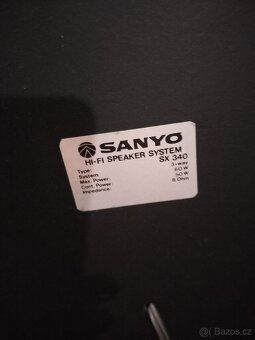 SANYO
HI-FI SPEAKER SYSTEM
SX 340
Type: 3-way
System
Max. Power: 60 W
Cont. Power: 50 W
Impedance: 8 Ohm
Bazos.cz